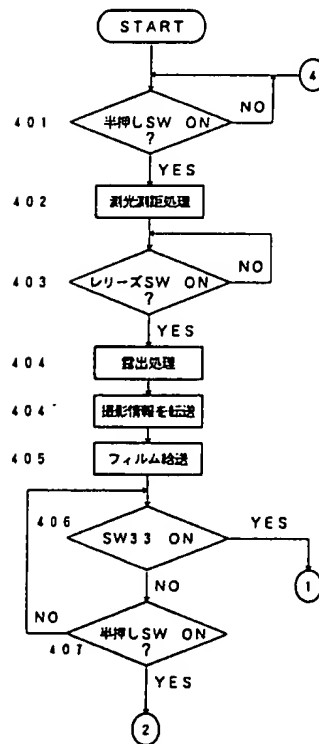 START
4
401
半押しSW ON
?
NO
YES
402
測光測距処理
403
レリーズSW ON
?
NO
YES
404
露出処理
404'
撮影情報を転送
405
フィルム給送
406
SW33 ON
YES
1
NO
407
半押しSW ON
?
NO
YES
2